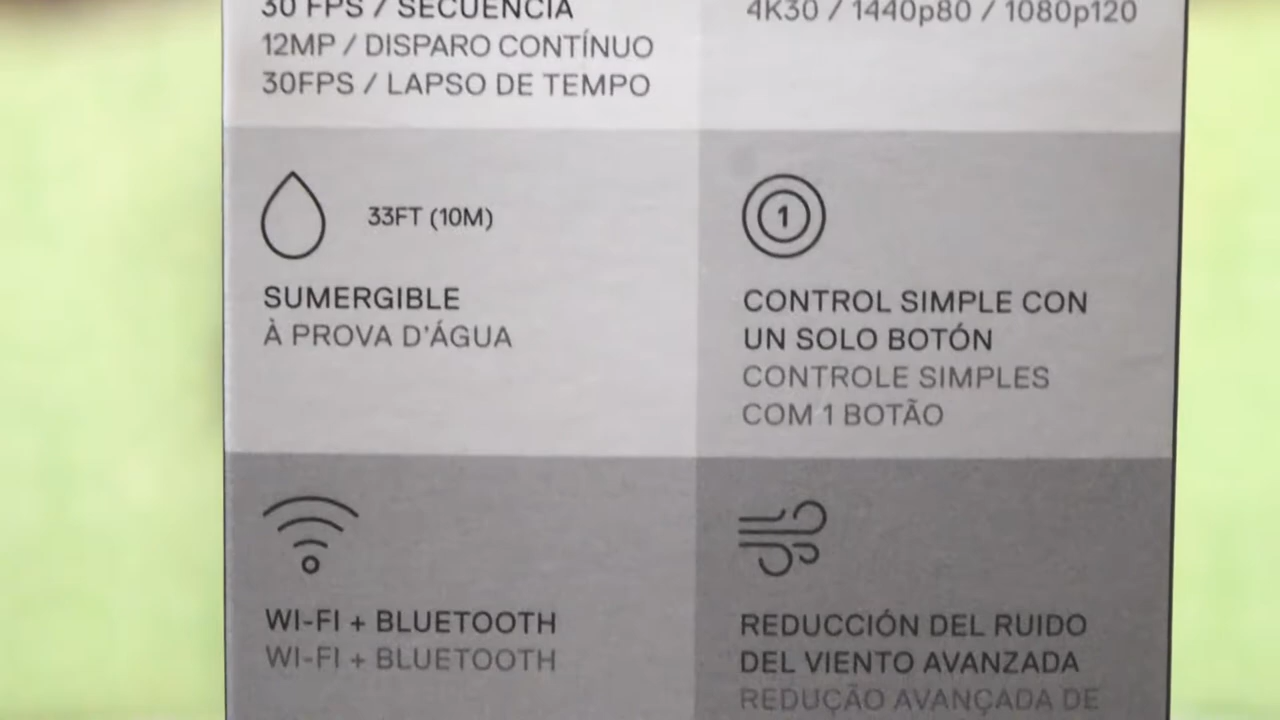 30 FPS / SECUENCIA
12MP / DISPARO CONTÍNUO
30FPS / LAPSO DE TEMPO
4K30 / 1440p80 / 1080p120
33FT (10M)
SUMERGIBLE
À PROVA D'ÁGUA
1
CONTROL SIMPLE CON
UN SOLO BOTÓN
CONTROLE SIMPLES
COM 1 BOTÃO
WI-FI + BLUETOOTH
WI-FI + BLUETOOTH
REDUCCIÓN DEL RUIDO
DEL VIENTO AVANZADA
REDUÇÃO AVANÇADA DE